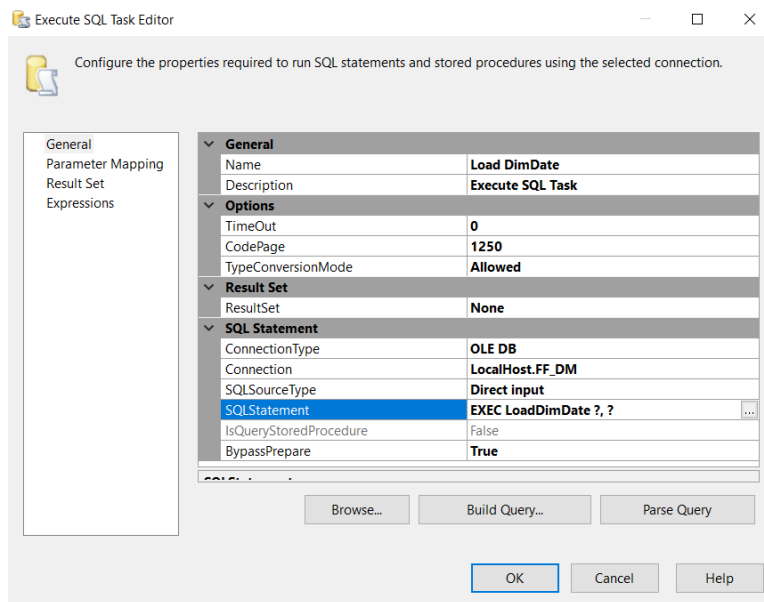 Execute SQL Task Editor
Configure the properties required to run SQL statements and stored procedures using the selected connection.
General
Parameter Mapping
Result Set
Expressions
General
Name Load DimDate
Description Execute SQL Task
Options
TimeOut 0
CodePage 1250
TypeConversionMode Allowed
Result Set
ResultSet None
SQL Statement
ConnectionType OLE DB
Connection LocalHost.FF_DM
SQLSourceType Direct input
SQLStatement EXEC LoadDimDate ?, ? ...
IsQueryStoredProcedure False
BypassPrepare True
Browse... Build Query... Parse Query
OK Cancel Help